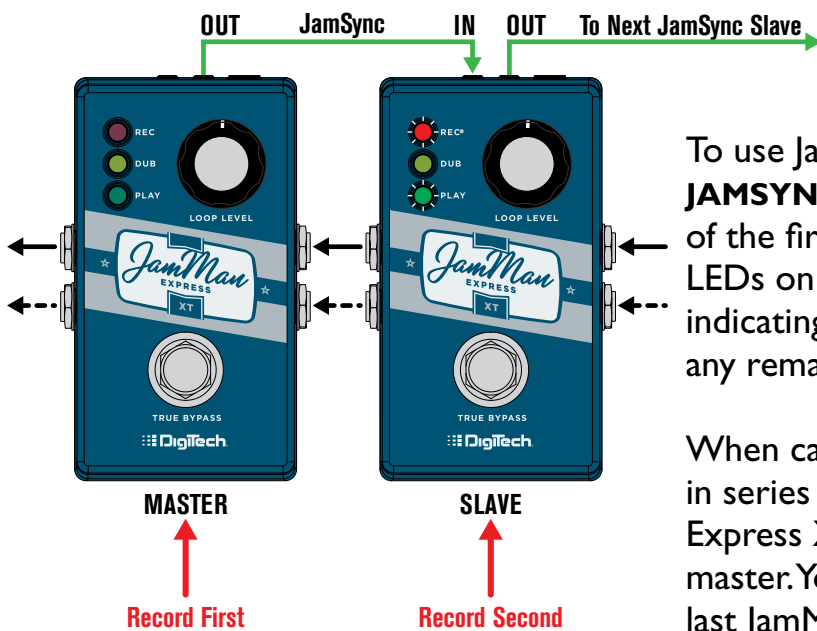 OUT JamSync IN OUT To Next JamSync Slave
REC
DUB
PLAY
LOOP LEVEL
JamMan
EXPRESS
XT
TRUE BYPASS
DigiTech
MASTER
Record First
REC*
DUB
PLAY
LOOP LEVEL
JamMan
EXPRESS
XT
TRUE BYPASS
DigiTech
SLAVE
Record Second
To use Ja
JAMSYN
of the fir
LEDs on
indicating
any rema
When ca
in series
Express X
master. Yo
last JamM